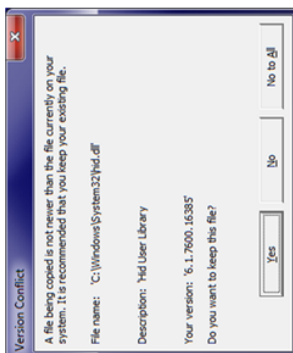 Version Conflict
A file being copied is not newer than the file currently on your
system. It is recommended that you keep your existing file.
File name: 'C:\Windows\System32\hid.dll'
Description: 'Hid User Library
Your version: '6.1.7600.16385'
Do you want to keep this file?
Yes No No to All